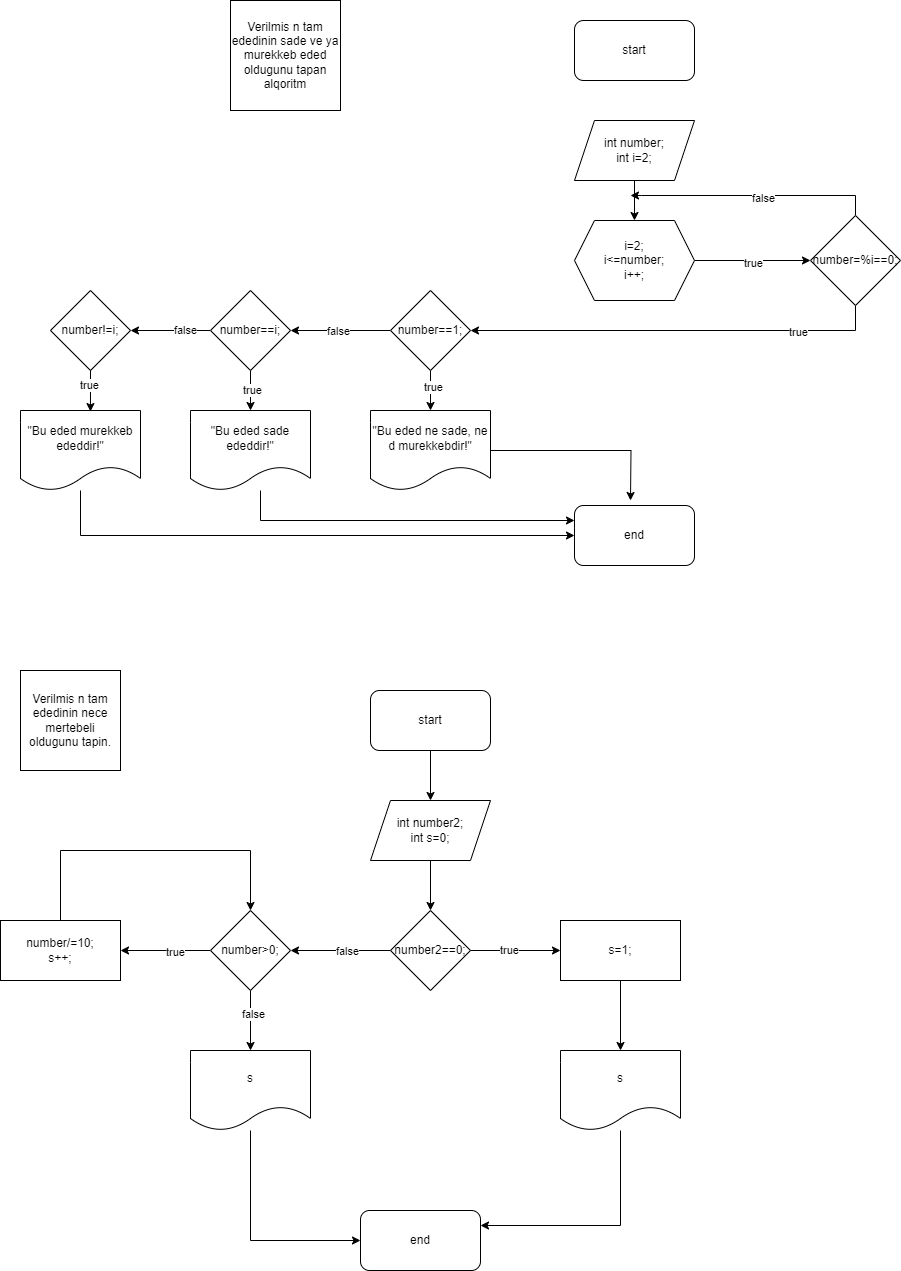 Verilmis n tam
ededinin sade ve ya
murekkeb eded
oldugunu tapan
alqoritm
start
int number;
int i=2;
false
i=2;
i<=number;
i++;
true
number=%i==0
true
number!=i;
false
number==i;
false
number==1;
true
true
true
"Bu eded murekkeb
ededdir!"
"Bu eded sade
ededdir!"
"Bu eded ne sade, ne
d murekkebdir!"
end
Verilmis n tam
ededinin nece
mertebeli
oldugunu tapin.
start
int number2;
int s=0;
number/=10;
s++;
true
number>0;
false
number2==0;
true
s=1;
false
s
s
end